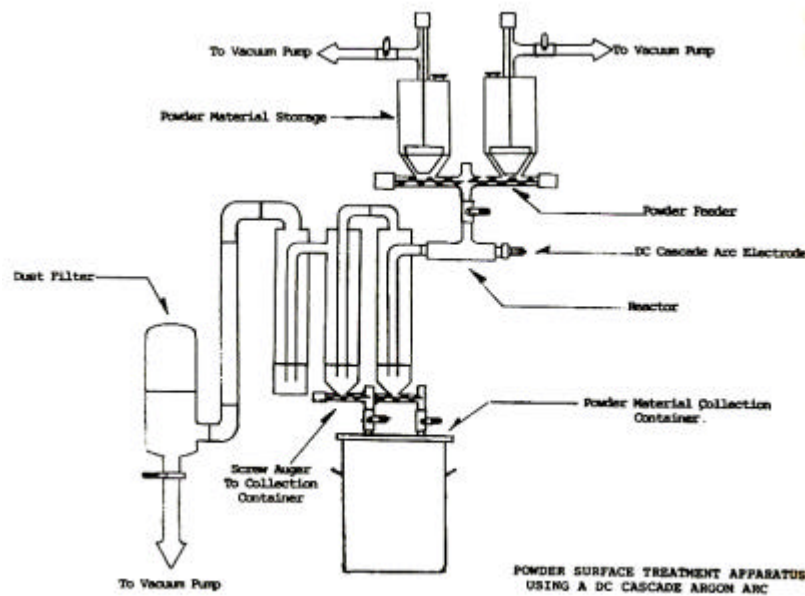 To Vacuum Pump
To Vacuum Pump
Powder Material Storage
Powder Feeder
DC Cascade Arc Electrode
Dust Filter
Reactor
Powder Material Collection
Container.
Screw Auger
To Collection
Container
To Vacuum Pump
POWDER SURFACE TREATMENT APPARATUS
USING A DC CASCADE ARGON ARC